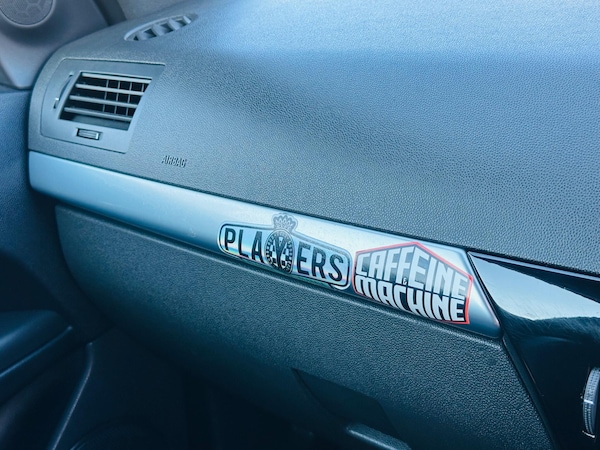 AIRBAG
PLAYERS
CAFFEINE
&
MACHINE